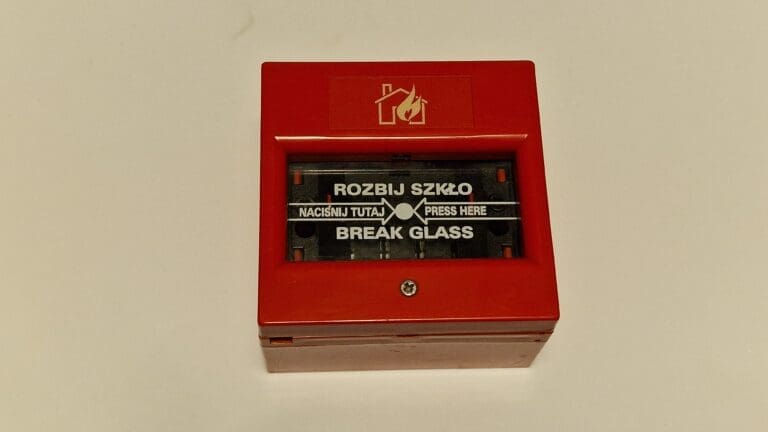 ROZBIJ SZKŁO
NACIŚNIJ TUTAJ PRESS HERE
BREAK GLASS